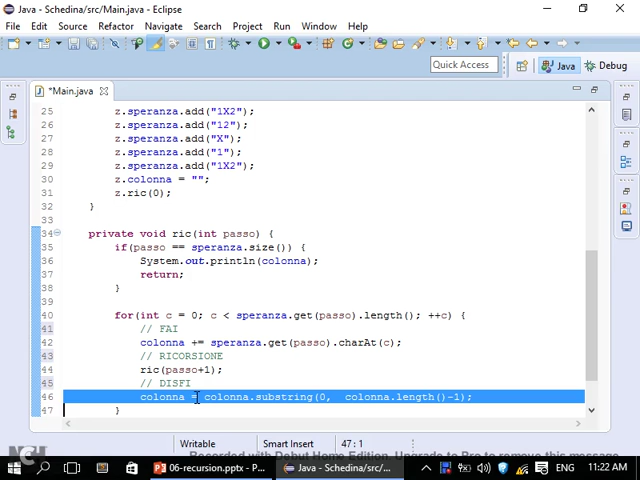 Java - Schedina/src/Main.java - Eclipse
File Edit Source Refactor Navigate Search Project Run Window Help
Quick Access Java Debug
*Main.java
25 z.speranza.add("1X2");
26 z.speranza.add("12");
27 z.speranza.add("X");
28 z.speranza.add("1");
29 z.speranza.add("1X2");
30 z.colonna = "";
31 z.ric(0);
32 }
33
34 private void ric(int passo) {
35 if(passo == speranza.size()) {
36 System.out.println(colonna);
37 return;
38 }
39
40 for(int c = 0; c < speranza.get(passo).length(); ++c) {
41 // FAI
42 colonna += speranza.get(passo).charAt(c);
43 // RICORSIONE
44 ric(passo+1);
45 // DISFI
46 colonna = colonna.substring(0, colonna.length()-1);
47 }
Writable Smart Insert 47 : 1
NCH
Recorded with Debut Home Edition. Upgrade to Pro to remove this message
06-recursion.pptx - P... Java - Schedina/src/... ENG 11:22 AM